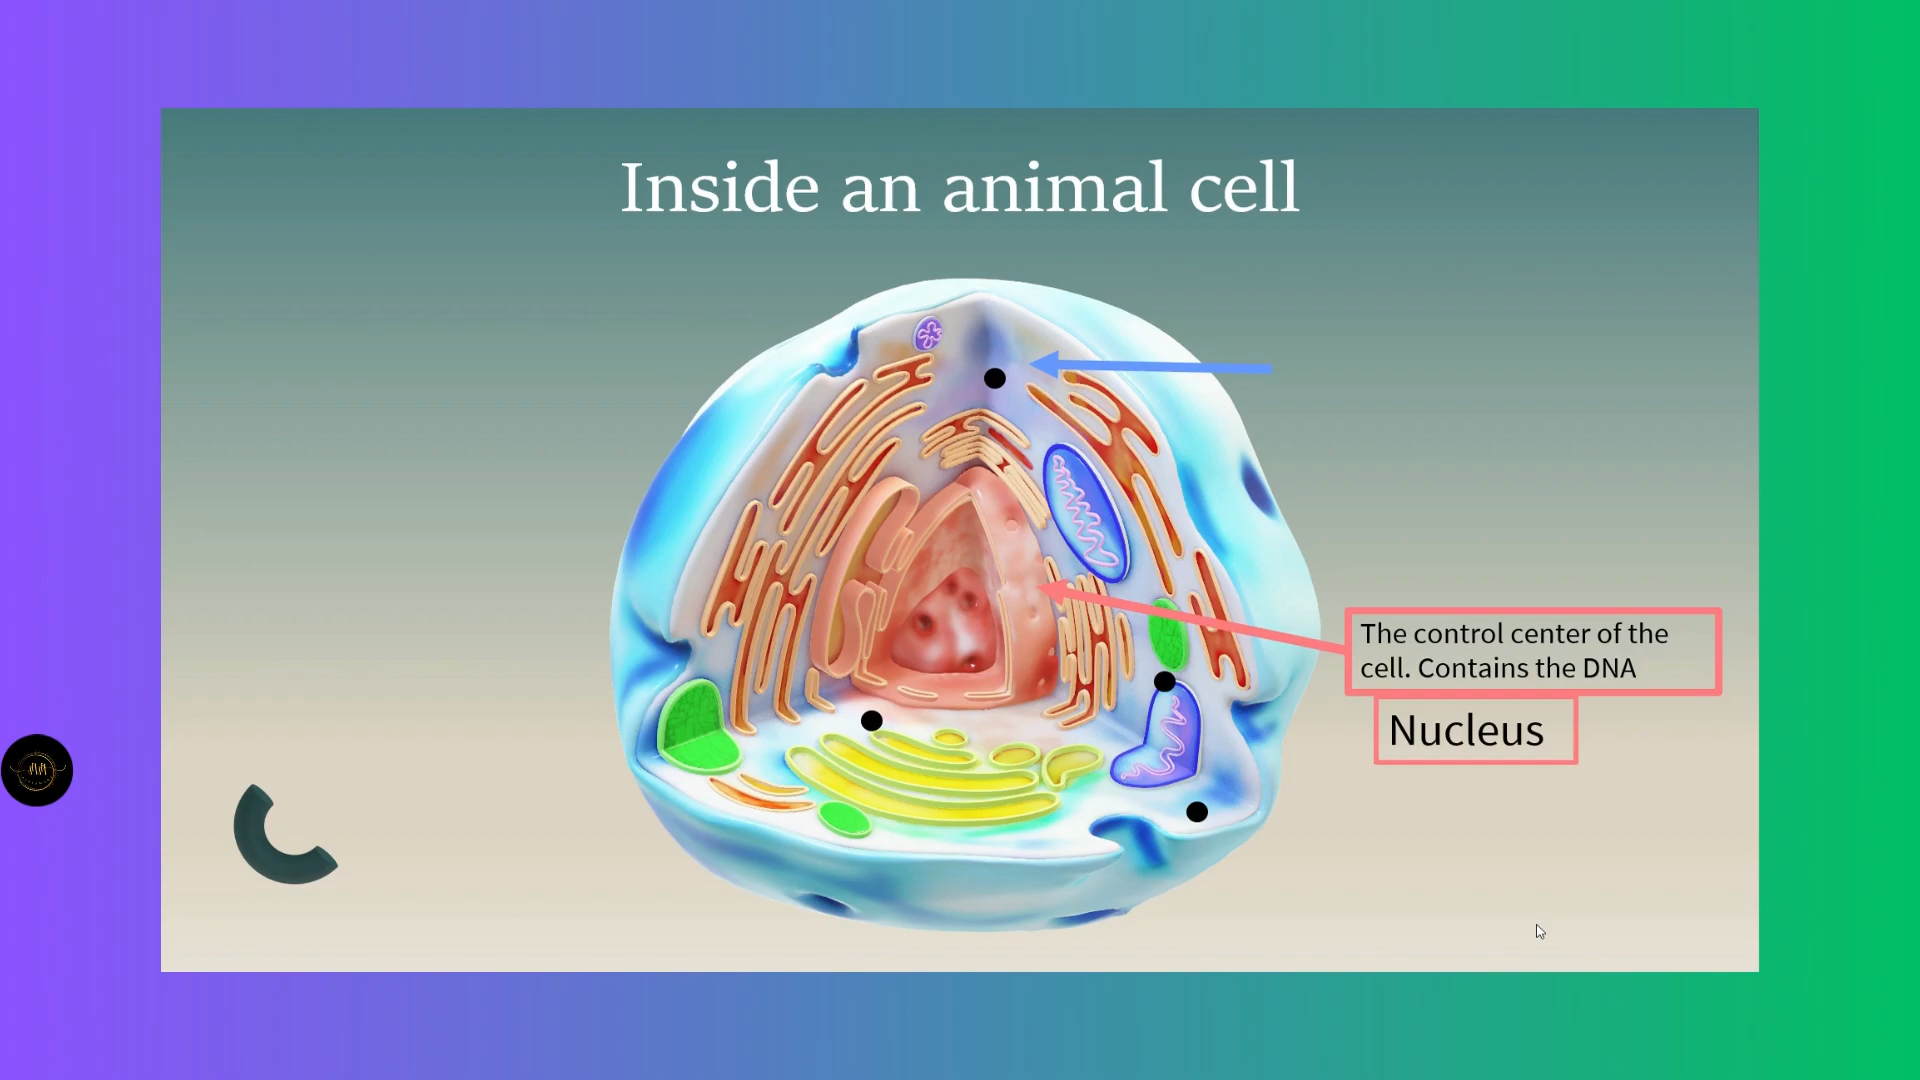 Inside an animal cell
The control center of the
cell. Contains the DNA
Nucleus